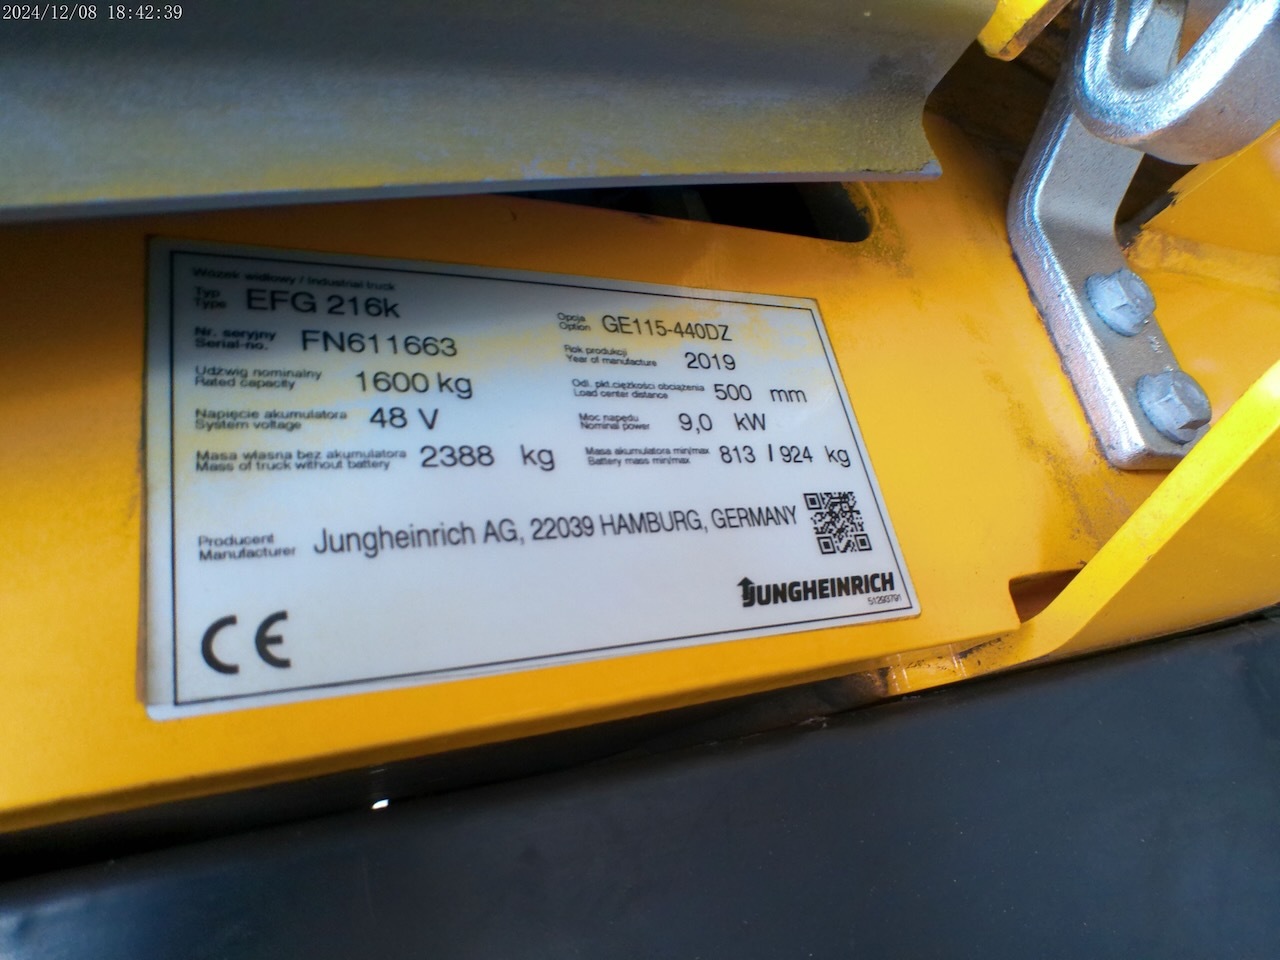 2024/12/08 18:42:39
Wózek widłowy / Industrial truck
Typ
Type EFG 216k
Opcja
Option GE115-440DZ
Nr. seryjny
Serial-no. FN611663
Rok produkcji
Year of manufacture 2019
Udźwig nominalny
Rated capacity 1600 kg
Odl. pkt.ciężkości obciążenia
Load center distance 500 mm
Napięcie akumulatora
System voltage 48 V
Moc napędu
Nominal power 9,0 kW
Masa własna bez akumulatora
Mass of truck without battery 2388 kg
Masa akumulatora min/max
Battery mass min/max 813 / 924 kg
Producent
Manufacturer Jungheinrich AG, 22039 HAMBURG, GERMANY
JUNGHEINRICH
51293791
CE